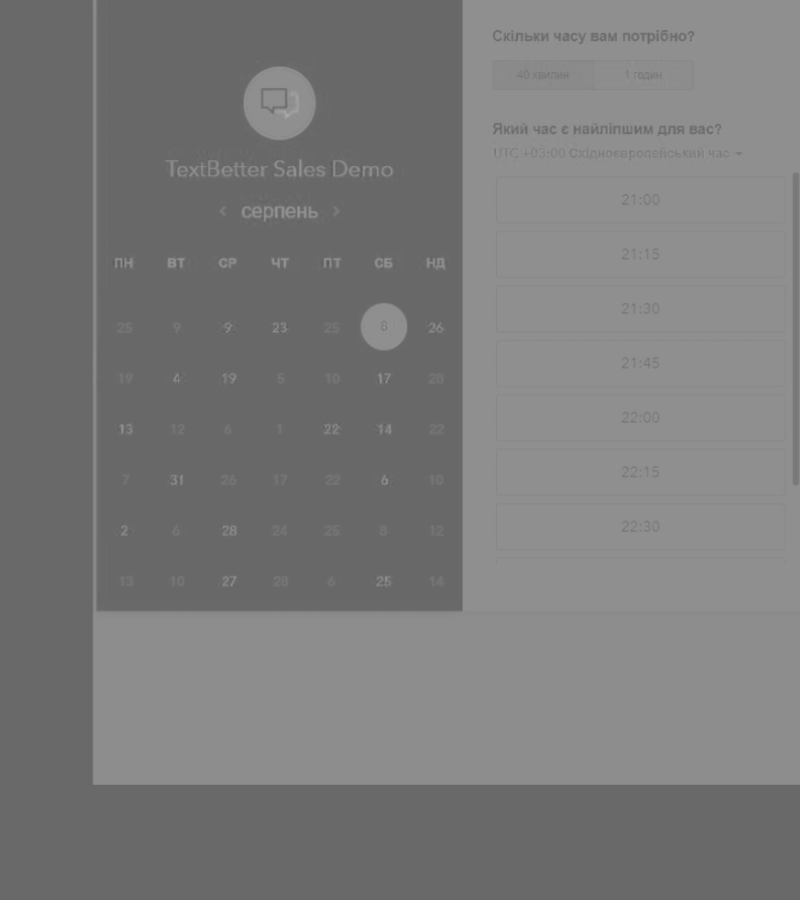 TextBetter Sales Demo
серпень
ПН ВТ СР ЧТ ПТ СБ НД
25 9 9 23 25 6 26
19 4 19 5 10 17 28
13 12 6 1 22 14 22
7 31 26 17 22 6 10
2 6 28 24 25 8 12
13 10 27 28 6 25 14
Скільки часу вам потрібно?
40 хвилин 1 годин
Який час є найліпшим для вас?
UTC +03:00 Східноєвропейський час
21:00
21:15
21:30
21:45
22:00
22:15
22:30